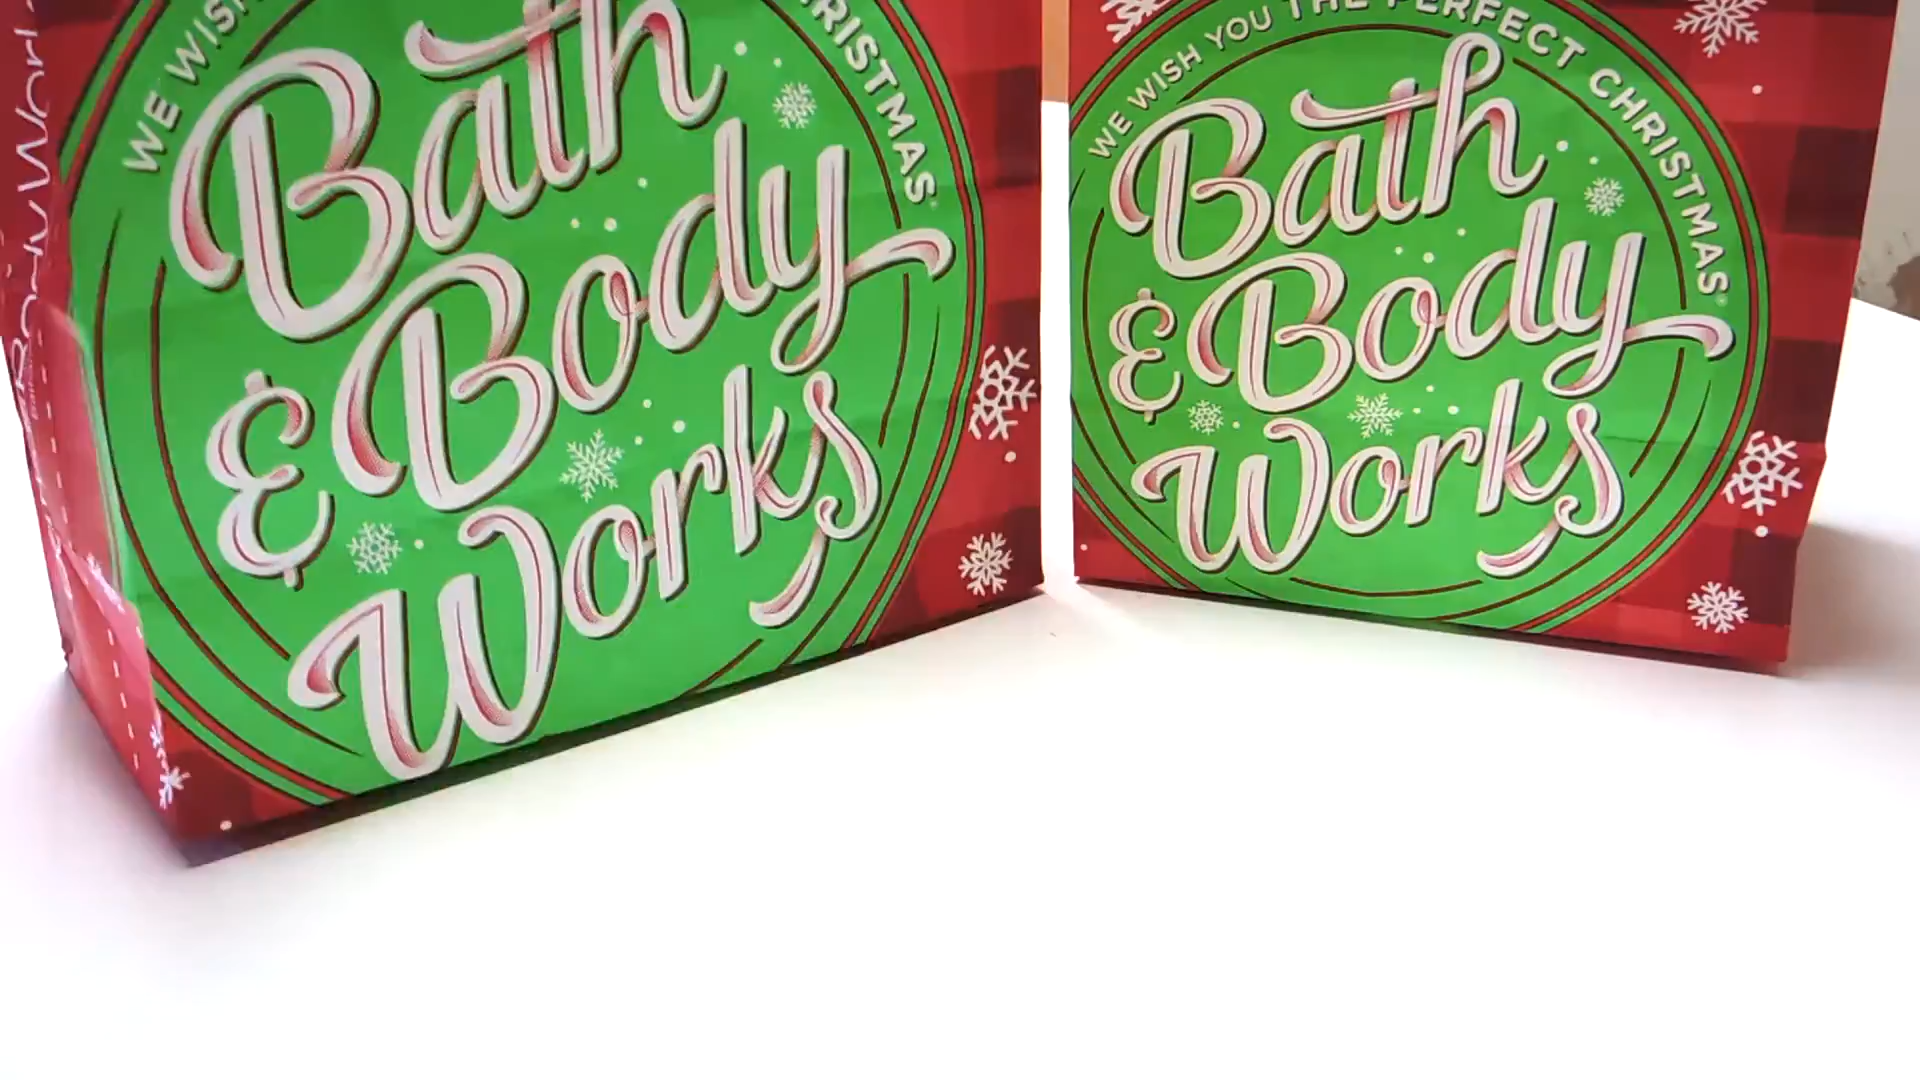 WE WISH
CHRISTMAS
Bath
& Body
Works
WE WISH YOU THE PERFECT CHRISTMAS
Bath
& Body
Works